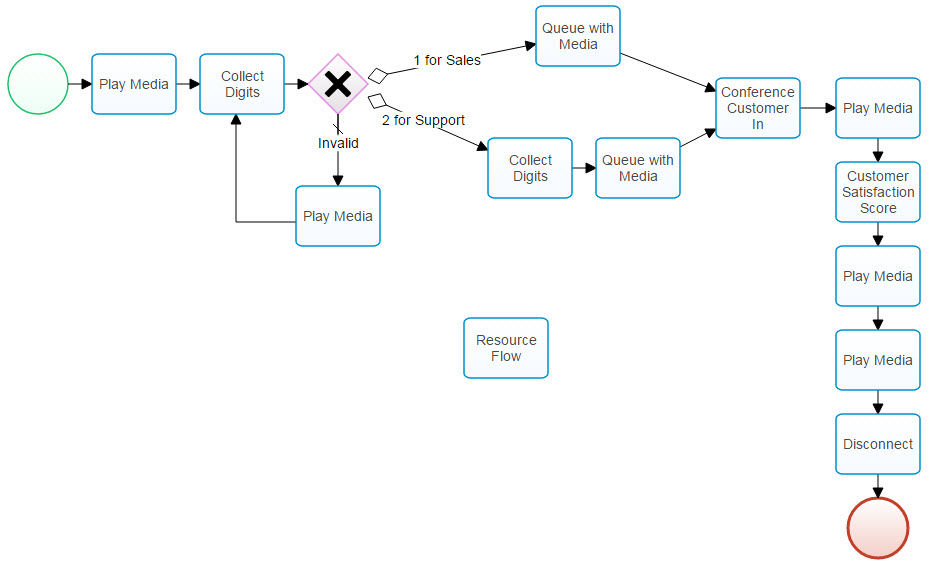 Queue with
Media
1 for Sales
Play Media
Collect
Digits
Conference
Customer
In
Play Media
2 for Support
Invalid
Collect
Digits
Queue with
Media
Customer
Satisfaction
Score
Play Media
Play Media
Resource
Flow
Play Media
Disconnect